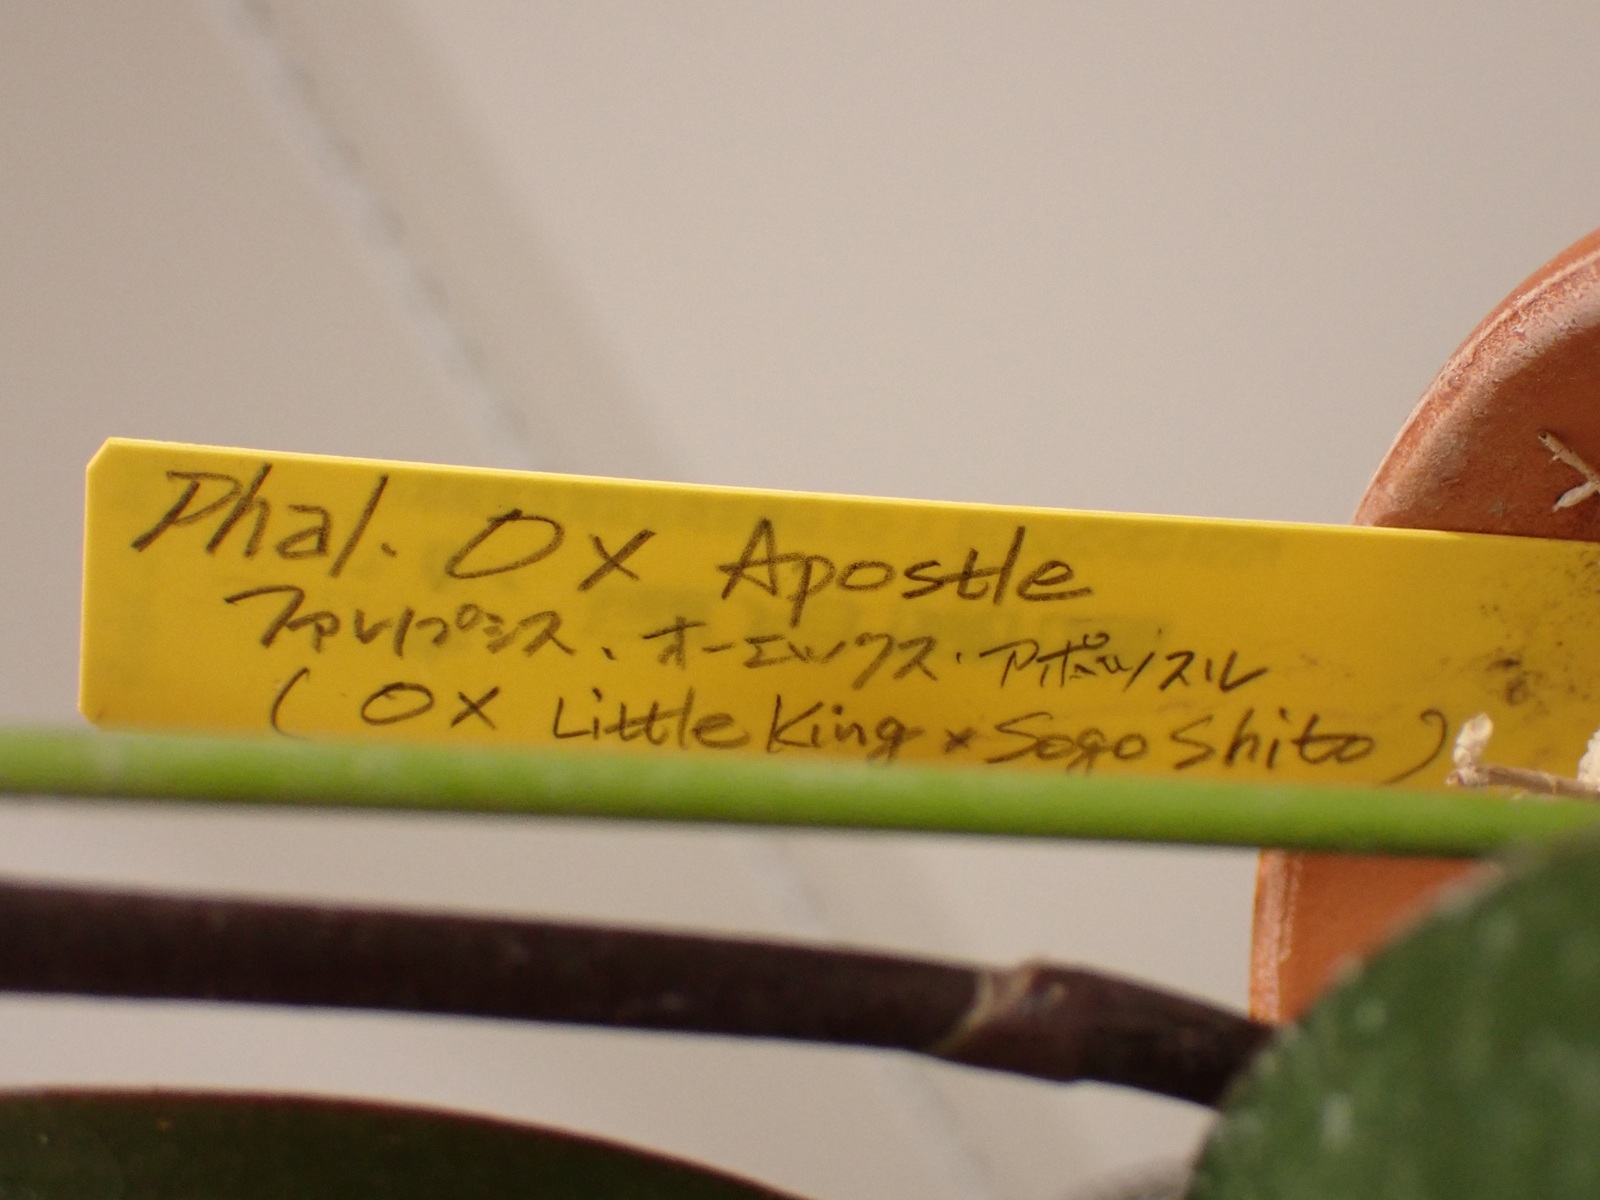 Phal. OX Apostle
ファレノプシス、オーエックス・アポッスル
(OX Little King × Sogo Shito)